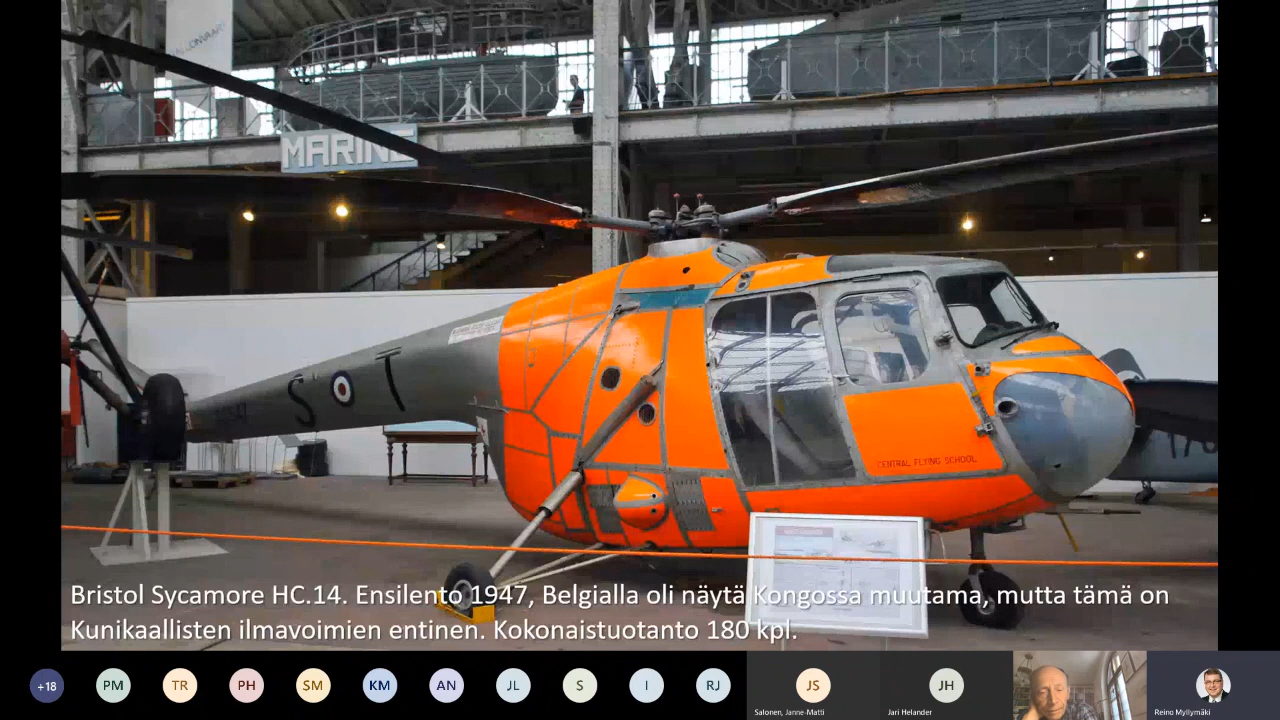 MARINE
S T
CENTRAL FLYING SCHOOL
Bristol Sycamore HC.14. Ensilento 1947, Belgialla oli näytä Kongossa muutama, mutta tämä on
Kunikaallisten ilmavoimien entinen. Kokonaistuotanto 180 kpl.
+18 PM TR PH SM KM AN JL S I RJ JS JH
Salonen, Janne-Matti Jari Helander Reino Myllymäki